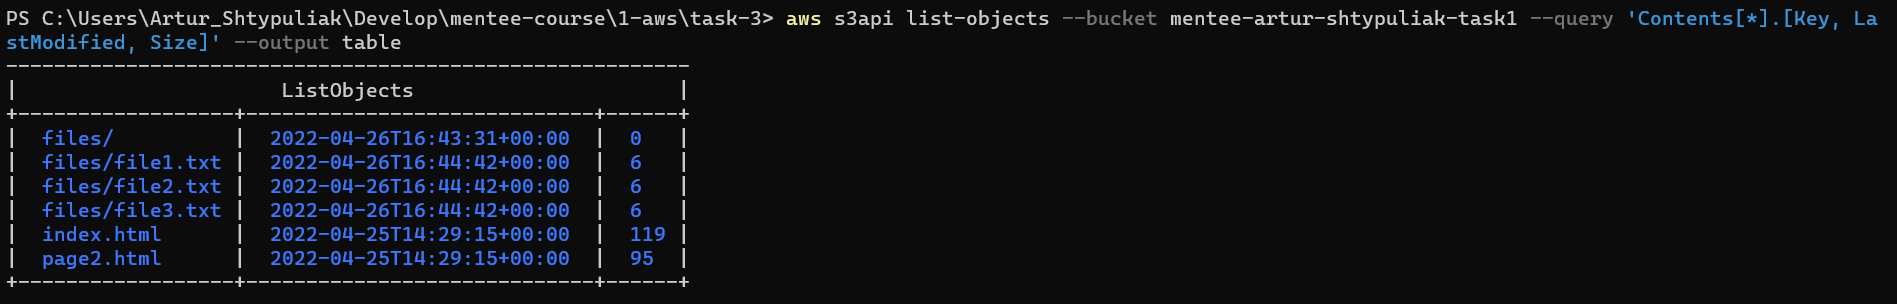 PS C:\Users\Artur_Shtypuliak\Develop\mentee-course\1-aws\task-3> aws s3api list-objects --bucket mentee-artur-shtypuliak-task1 --query 'Contents[*].[Key, La
stModified, Size]' --output table
---------------------------------------------------------
|                      ListObjects                      |
+------------------+-----------------------------+------+
|  files/          |  2022-04-26T16:43:31+00:00  |  0   |
|  files/file1.txt |  2022-04-26T16:44:42+00:00  |  6   |
|  files/file2.txt |  2022-04-26T16:44:42+00:00  |  6   |
|  files/file3.txt |  2022-04-26T16:44:42+00:00  |  6   |
|  index.html      |  2022-04-25T14:29:15+00:00  |  119 |
|  page2.html      |  2022-04-25T14:29:15+00:00  |  95  |
+------------------+-----------------------------+------+